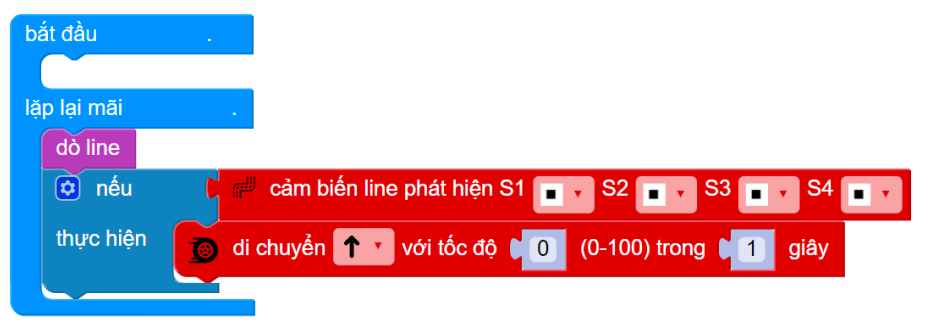 bắt đầu .
lặp lại mãi .
dò line
nếu cảm biến line phát hiện S1 S2 S3 S4
thực hiện di chuyển với tốc độ 0 (0-100) trong 1 giây